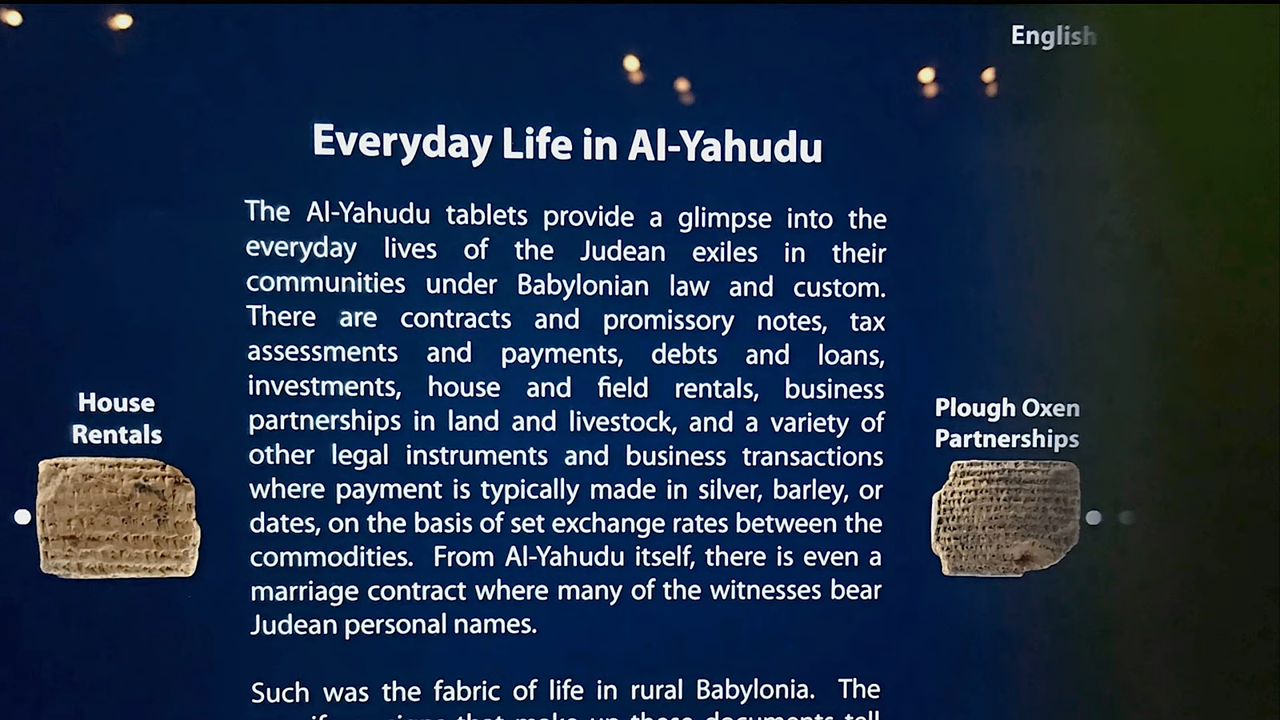 English
Everyday Life in Al-Yahudu
The Al-Yahudu tablets provide a glimpse into the
everyday lives of the Judean exiles in their
communities under Babylonian law and custom.
There are contracts and promissory notes, tax
assessments and payments, debts and loans,
investments, house and field rentals, business
partnerships in land and livestock, and a variety of
other legal instruments and business transactions
where payment is typically made in silver, barley, or
dates, on the basis of set exchange rates between the
commodities. From Al-Yahudu itself, there is even a
marriage contract where many of the witnesses bear
Judean personal names.
Such was the fabric of life in rural Babylonia. The
that make up these documents tell
House
Rentals
Plough Oxen
Partnerships